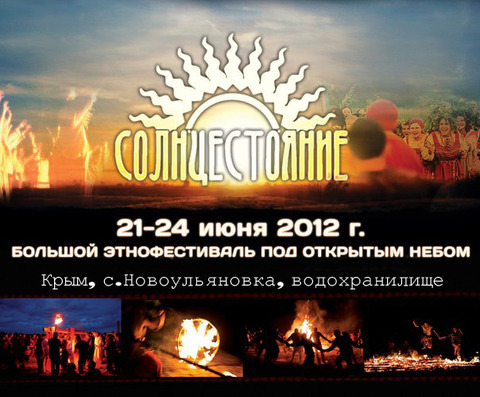 СОЛНЦЕСТОЯНИЕ
21-24 июня 2012 г.
БОЛЬШОЙ ЭТНОФЕСТИВАЛЬ ПОД ОТКРЫТЫМ НЕБОМ
Крым, с.Новоульяновка, водохранилище